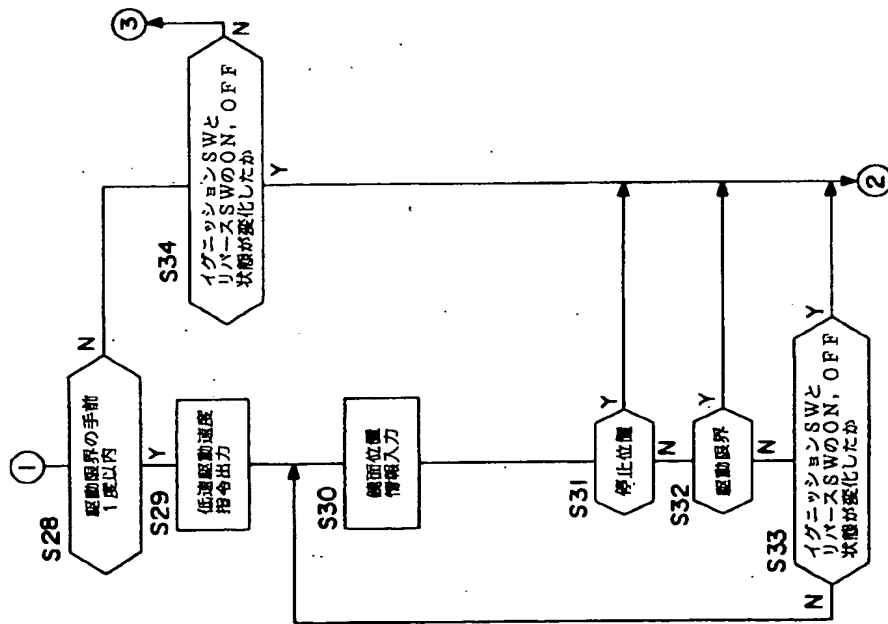 ①
S28
駆動限界の手前
1度以内
N
Y
S29
低速駆動速度
指令出力
S30
鏡面位置
情報入力
S31
停止位置
Y
N
S32
駆動限界
Y
N
S33
イグニッションSWと
リバースSWのON,OFF
状態が変化したか
N
Y
S34
イグニッションSWと
リバースSWのON,OFF
状態が変化したか
N
Y
③
②